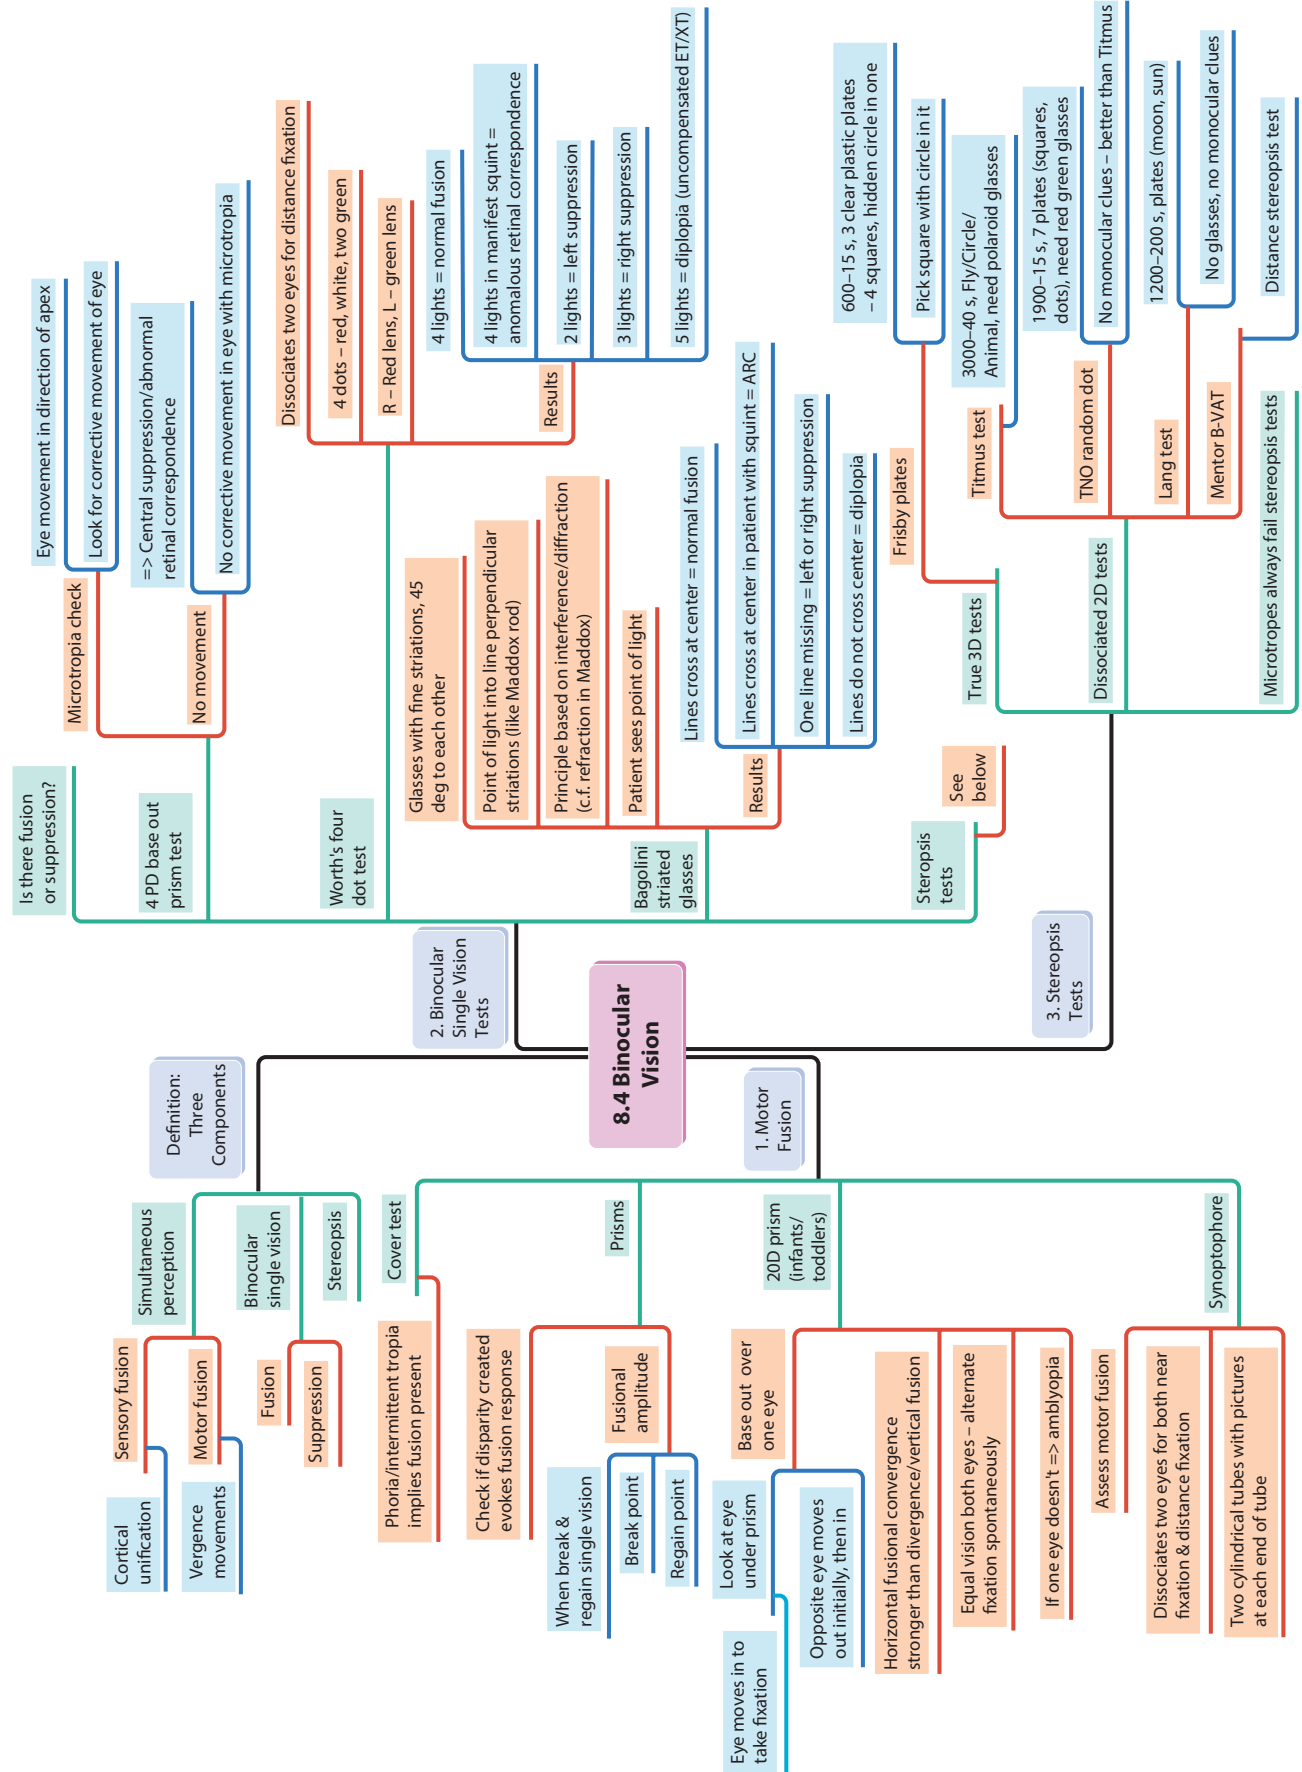 8.4 Binocular
Vision
Definition:
Three
Components
Simultaneous
perception
Sensory fusion
Cortical
unification
Motor fusion
Vergence
movements
Binocular
single vision
Fusion
Suppression
Stereopsis
1. Motor
Fusion
Cover test
Phoria/intermittent tropia
implies fusion present
Prisms
Check if disparity created
evokes fusion response
Fusional
amplitude
When break &
regain single vision
Break point
Regain point
20D prism
(infants/
toddlers)
Base out over
one eye
Look at eye
under prism
Eye moves in to
take fixation
Opposite eye moves
out initially, then in
Horizontal fusional convergence
stronger than divergence/vertical fusion
Equal vision both eyes – alternate
fixation spontaneously
If one eye doesn't => amblyopia
Synoptophore
Assess motor fusion
Dissociates two eyes for both near
fixation & distance fixation
Two cylindrical tubes with pictures
at each end of tube
2. Binocular
Single Vision
Tests
Is there fusion
or suppression?
4 PD base out
prism test
Microtropia check
Eye movement in direction of apex
Look for corrective movement of eye
No movement
=> Central suppression/abnormal
retinal correspondence
No corrective movement in eye with microtropia
Worth's four
dot test
Dissociates two eyes for distance fixation
4 dots – red, white, two green
R – Red lens, L – green lens
Results
4 lights = normal fusion
4 lights in manifest squint =
anomalous retinal correspondence
2 lights = left suppression
3 lights = right suppression
5 lights = diplopia (uncompensated ET/XT)
Bagolini
striated
glasses
Glasses with fine striations, 45
deg to each other
Point of light into line perpendicular
striations (like Maddox rod)
Principle based on interference/diffraction
(c.f. refraction in Maddox)
Patient sees point of light
Results
Lines cross at center = normal fusion
Lines cross at center in patient with squint = ARC
One line missing = left or right suppression
Lines do not cross center = diplopia
Steropsis
tests
See
below
3. Stereopsis
Tests
True 3D tests
Frisby plates
600–15 s, 3 clear plastic plates
– 4 squares, hidden circle in one
Pick square with circle in it
Dissociated 2D tests
Titmus test
3000–40 s, Fly/Circle/
Animal, need polaroid glasses
TNO random dot
1900–15 s, 7 plates (squares,
dots), need red green glasses
No monocular clues – better than Titmus
Lang test
1200–200 s, plates (moon, sun)
No glasses, no monocular clues
Mentor B-VAT
Distance stereopsis test
Microtropes always fail stereopsis tests